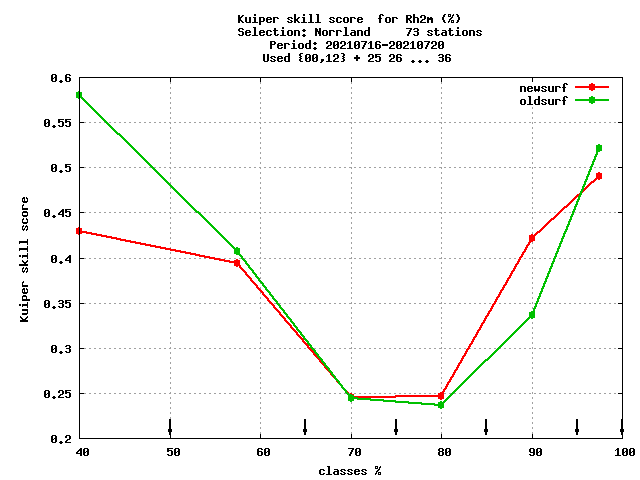 Kuiper skill score  for Rh2m (%)
Selection: Norrland     73 stations
Period: 20210716-20210720
Used {00,12} + 25 26 ... 36
newsurf
oldsurf
0.6
0.55
0.5
0.45
0.4
0.35
0.3
0.25
0.2
Kuiper skill score
40 50 60 70 80 90 100
classes %